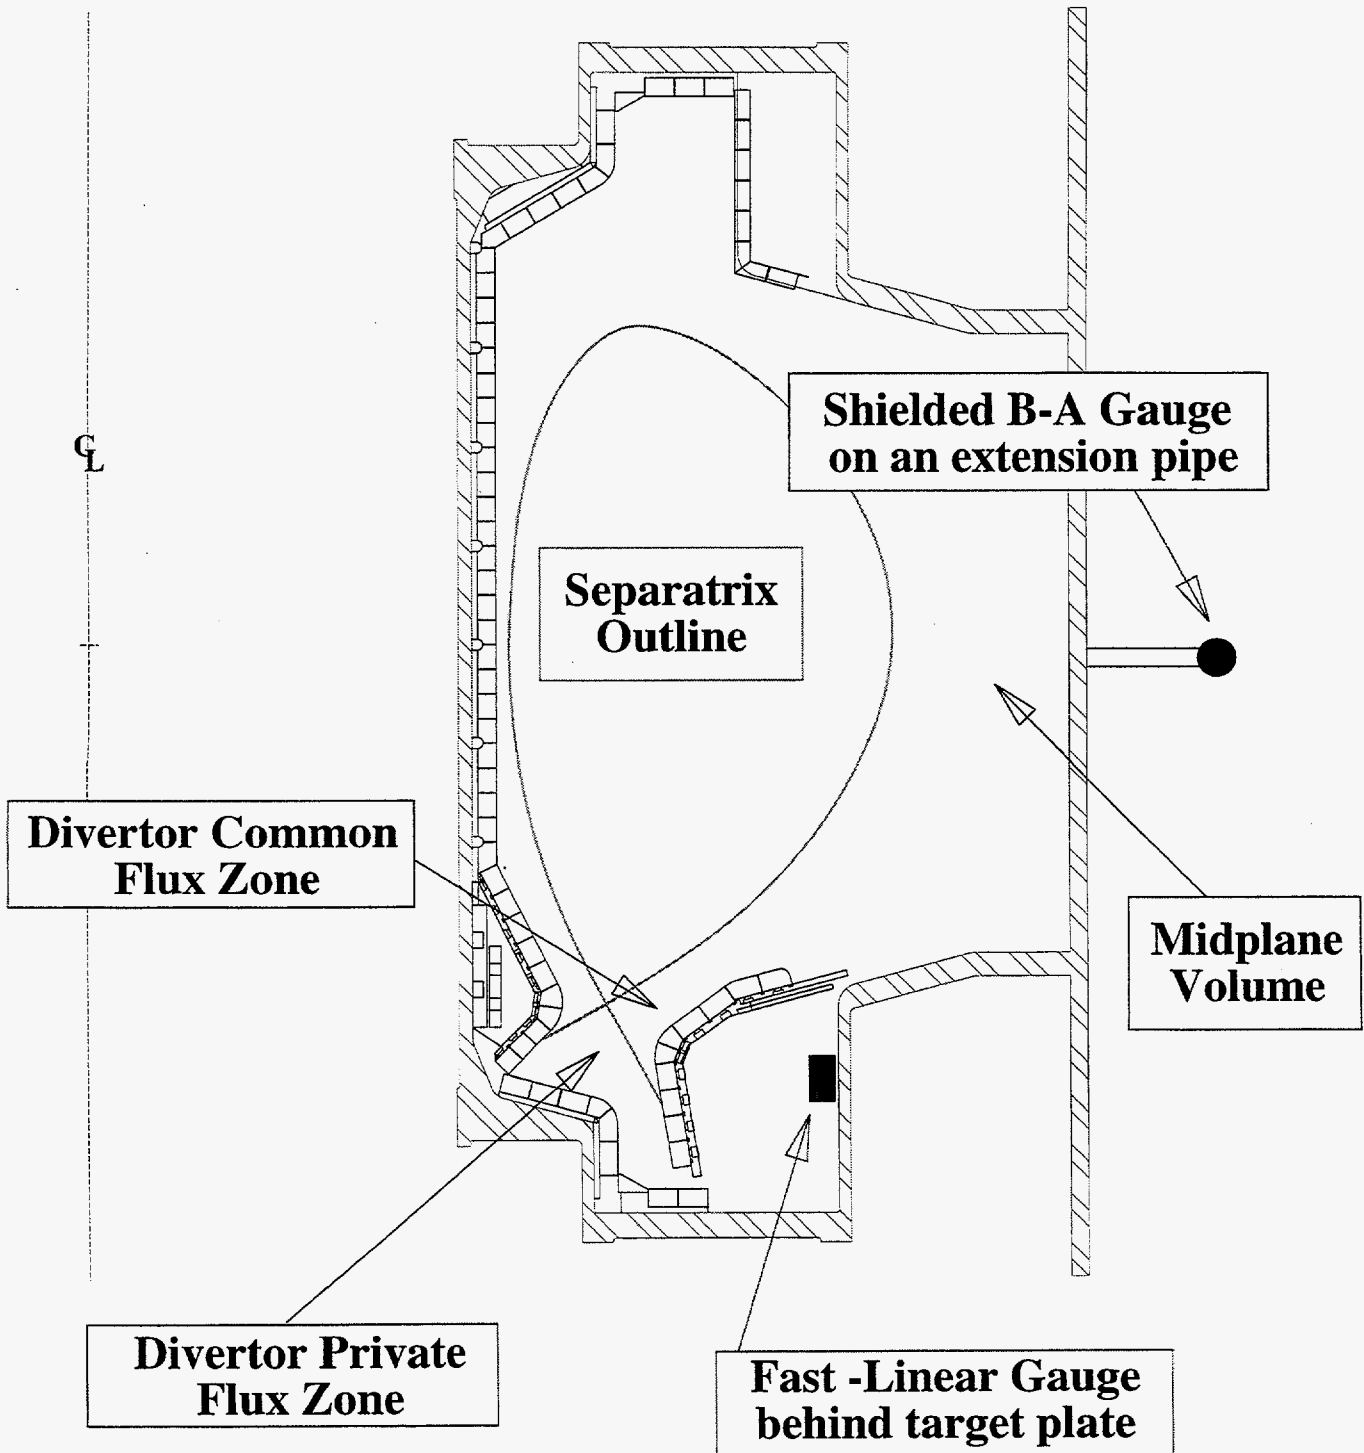 Shielded B-A Gauge
on an extension pipe
CL
Separatrix
Outline
Divertor Common
Flux Zone
Midplane
Volume
Divertor Private
Flux Zone
Fast -Linear Gauge
behind target plate